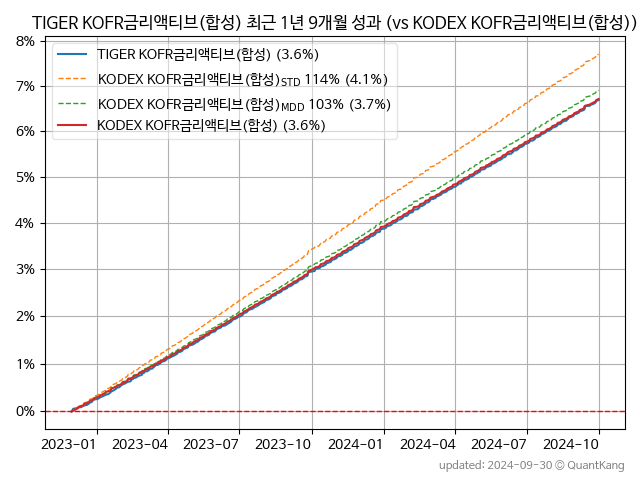 TIGER KOFR금리액티브(합성) 최근 1년 9개월 성과 (vs KODEX KOFR금리액티브(합성))
8%
7%
6%
5%
4%
3%
2%
1%
0%
TIGER KOFR금리액티브(합성) (3.6%)
KODEX KOFR금리액티브(합성)STD 114% (4.1%)
KODEX KOFR금리액티브(합성)MDD 103% (3.7%)
KODEX KOFR금리액티브(합성) (3.6%)
2023-01 2023-04 2023-07 2023-10 2024-01 2024-04 2024-07 2024-10
updated: 2024-09-30 © QuantKang